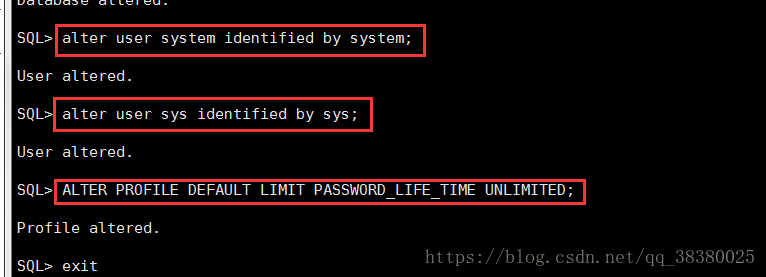 Database altered.
SQL> alter user system identified by system;
User altered.
SQL> alter user sys identified by sys;
User altered.
SQL> ALTER PROFILE DEFAULT LIMIT PASSWORD_LIFE_TIME UNLIMITED;
Profile altered.
https://blog.csdn.net/qq_38380025
SQL> exit